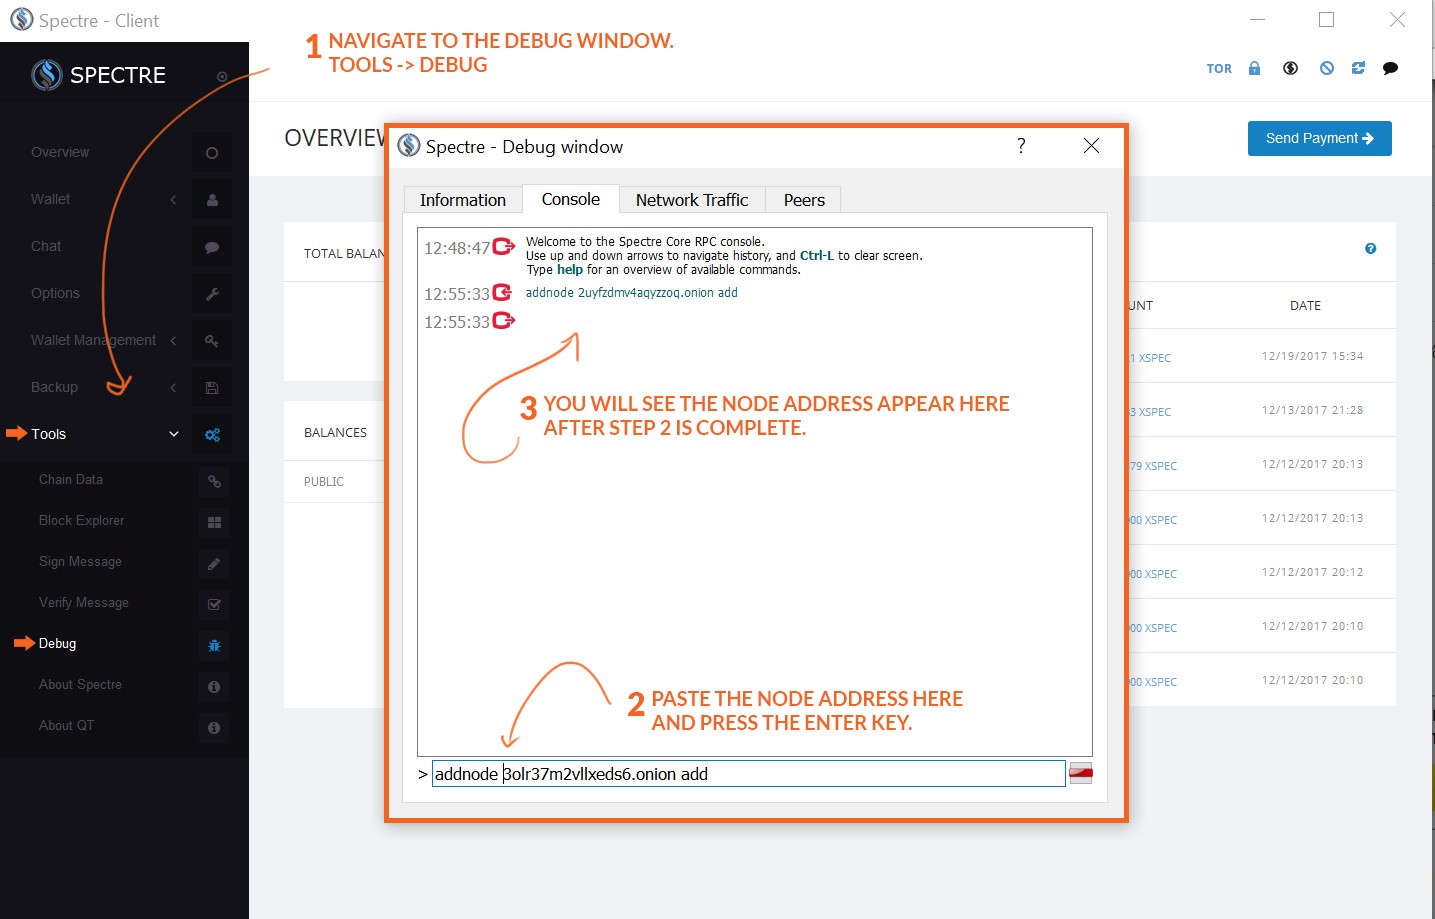 Spectre - Client
1 NAVIGATE TO THE DEBUG WINDOW.
TOOLS -> DEBUG
SPECTRE
TOR
Overview
Wallet
Chat
Options
Wallet Management
Backup
Tools
Chain Data
Block Explorer
Sign Message
Verify Message
Debug
About Spectre
About QT
OVERVIEW
Send Payment
TOTAL BALAN
BALANCES
PUBLIC
Spectre - Debug window
?
Information Console Network Traffic Peers
12:48:47 Welcome to the Spectre Core RPC console.
Use up and down arrows to navigate history, and Ctrl-L to clear screen.
Type help for an overview of available commands.
12:55:33 addnode 2uyfzdmv4aqyzzoq.onion add
12:55:33
3 YOU WILL SEE THE NODE ADDRESS APPEAR HERE
AFTER STEP 2 IS COMPLETE.
2 PASTE THE NODE ADDRESS HERE
AND PRESS THE ENTER KEY.
> addnode 3olr37m2vllxeds6.onion add
UNT DATE
1 XSPEC 12/19/2017 15:34
3 XSPEC 12/13/2017 21:28
79 XSPEC 12/12/2017 20:13
00 XSPEC 12/12/2017 20:13
00 XSPEC 12/12/2017 20:12
00 XSPEC 12/12/2017 20:10
00 XSPEC 12/12/2017 20:10